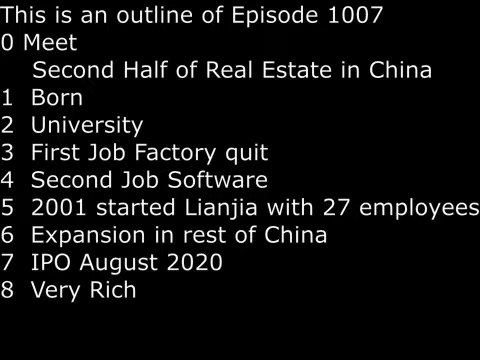 This is an outline of Episode 1007
0 Meet
Second Half of Real Estate in China
1 Born
2 University
3 First Job Factory quit
4 Second Job Software
5 2001 started Lianjia with 27 employees
6 Expansion in rest of China
7 IPO August 2020
8 Very Rich